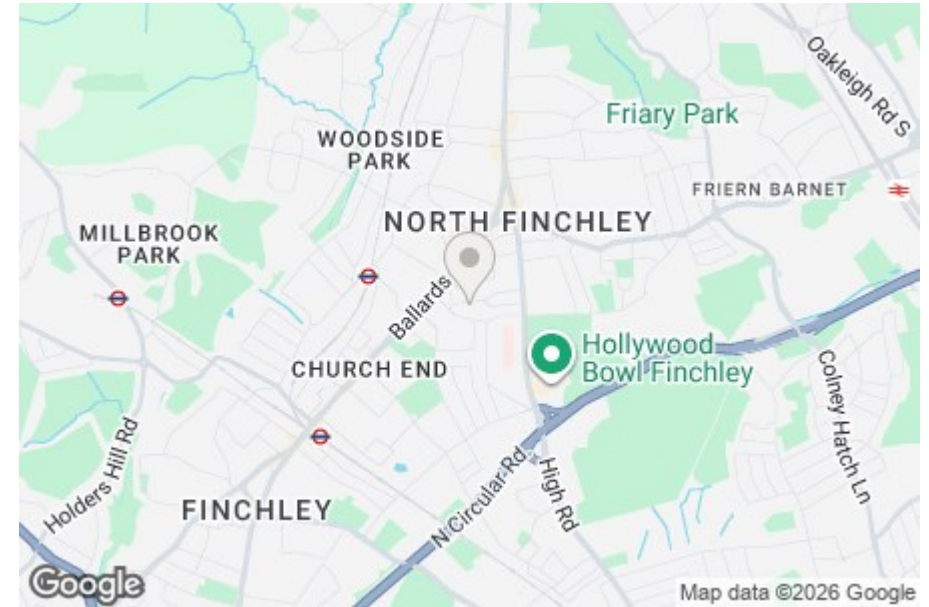 Oakleigh Rd S
Friary Park
WOODSIDE
PARK
FRIERN BARNET
NORTH FINCHLEY
MILLBROOK
PARK
Ballards
Hollywood
Bowl Finchley
CHURCH END
Colney Hatch Ln
Holders Hill Rd
N Circular Rd
High Rd
FINCHLEY
Google
Map data ©2026 Google